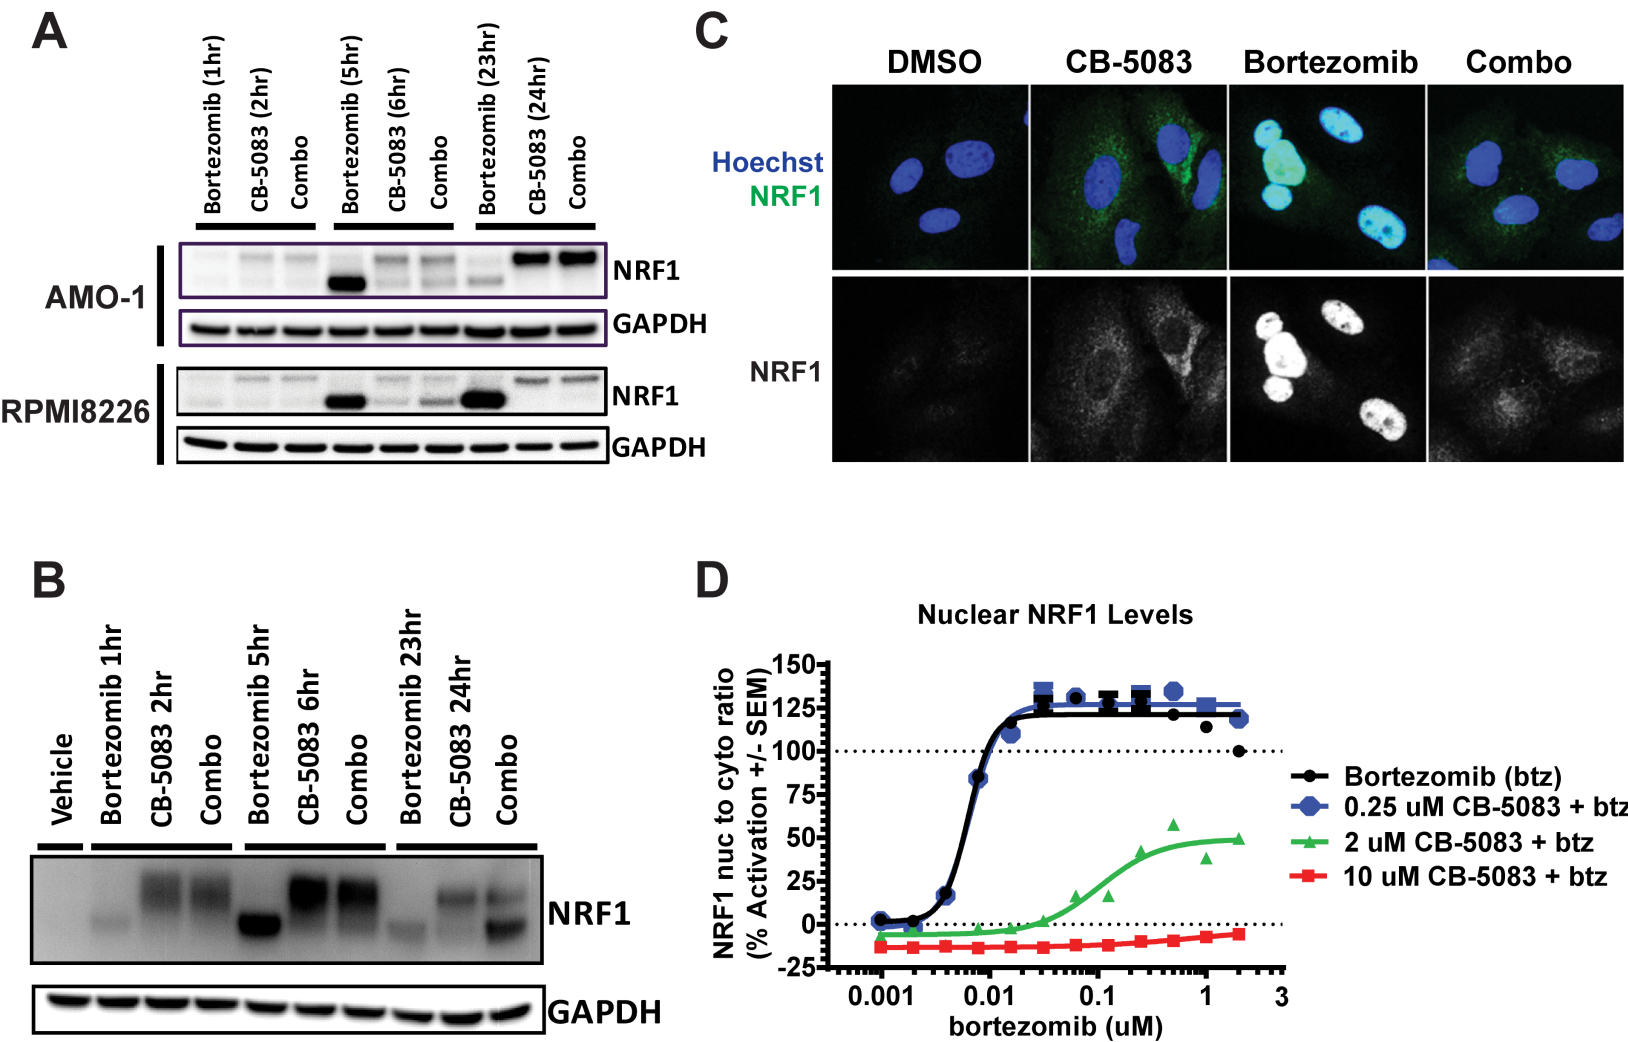 A
Bortezomib (1hr)
CB-5083 (2hr)
Combo
Bortezomib (5hr)
CB-5083 (6hr)
Combo
Bortezomib (23hr)
CB-5083 (24hr)
Combo
AMO-1
NRF1
GAPDH
RPMI8226
NRF1
GAPDH
C
DMSO
CB-5083
Bortezomib
Combo
Hoechst
NRF1
NRF1
B
Vehicle
Bortezomib 1hr
CB-5083 2hr
Combo
Bortezomib 5hr
CB-5083 6hr
Combo
Bortezomib 23hr
CB-5083 24hr
Combo
NRF1
GAPDH
D
Nuclear NRF1 Levels
NRF1 nuc to cyto ratio
(% Activation +/- SEM)
150
125
100
75
50
25
0
-25
0.001
0.01
0.1
1
3
bortezomib (uM)
Bortezomib (btz)
0.25 uM CB-5083 + btz
2 uM CB-5083 + btz
10 uM CB-5083 + btz